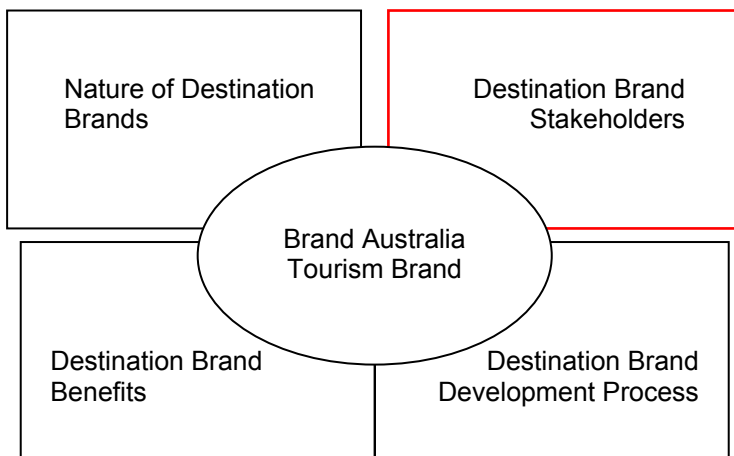 Nature of Destination
Brands
Destination Brand
Stakeholders
Brand Australia
Tourism Brand
Destination Brand
Benefits
Destination Brand
Development Process